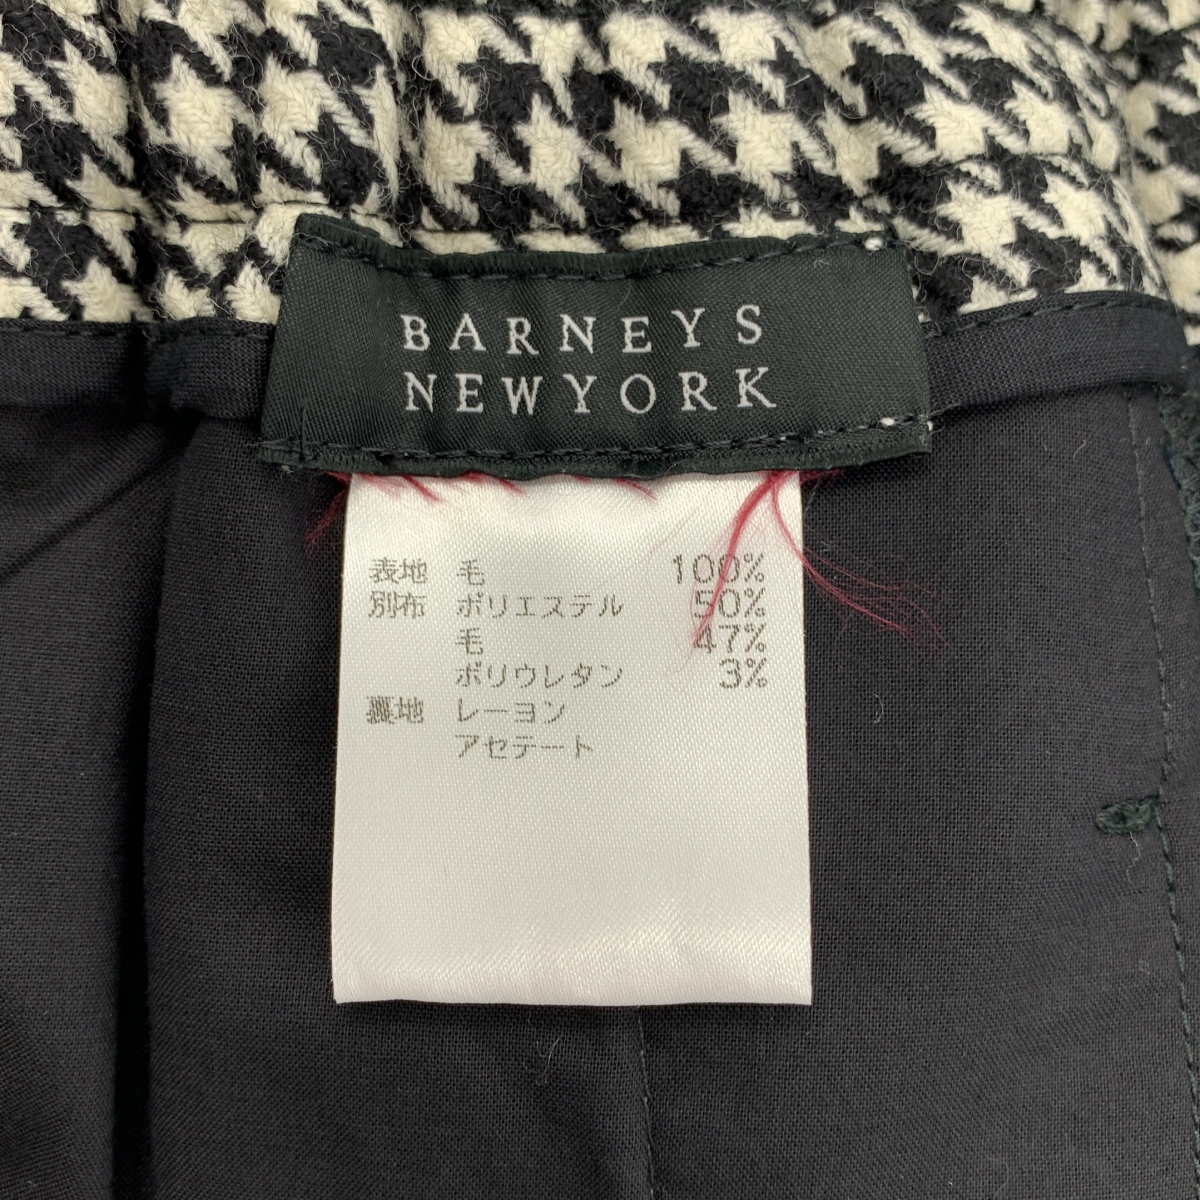 BARNEYS
NEWYORK
表地 毛 100%
別布 ポリエステル 50%
毛 47%
ポリウレタン 3%
裏地 レーヨン
アセテート